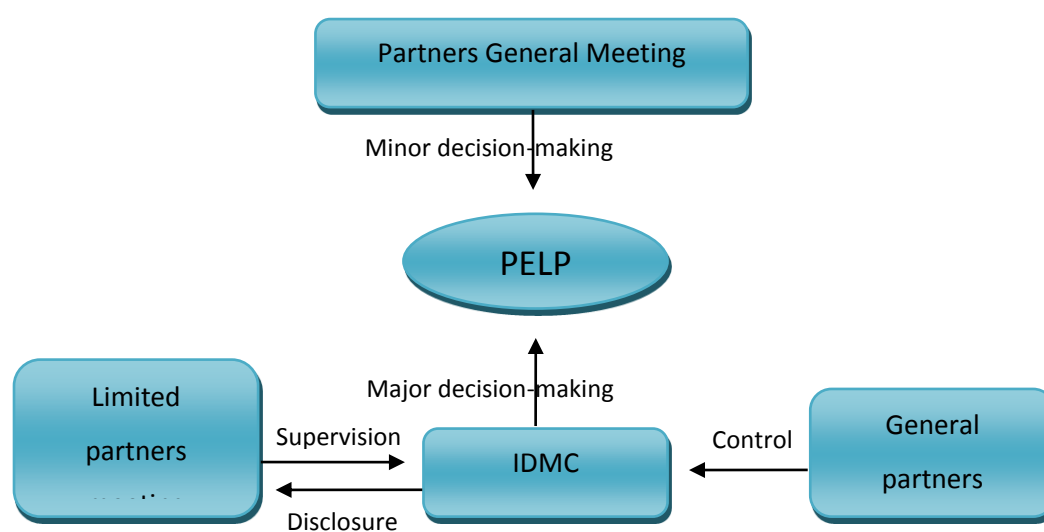 Partners General Meeting
Minor decision-making
PELP
Major decision-making
Limited
partners
Supervision
IDMC
Control
General
partners
Disclosure